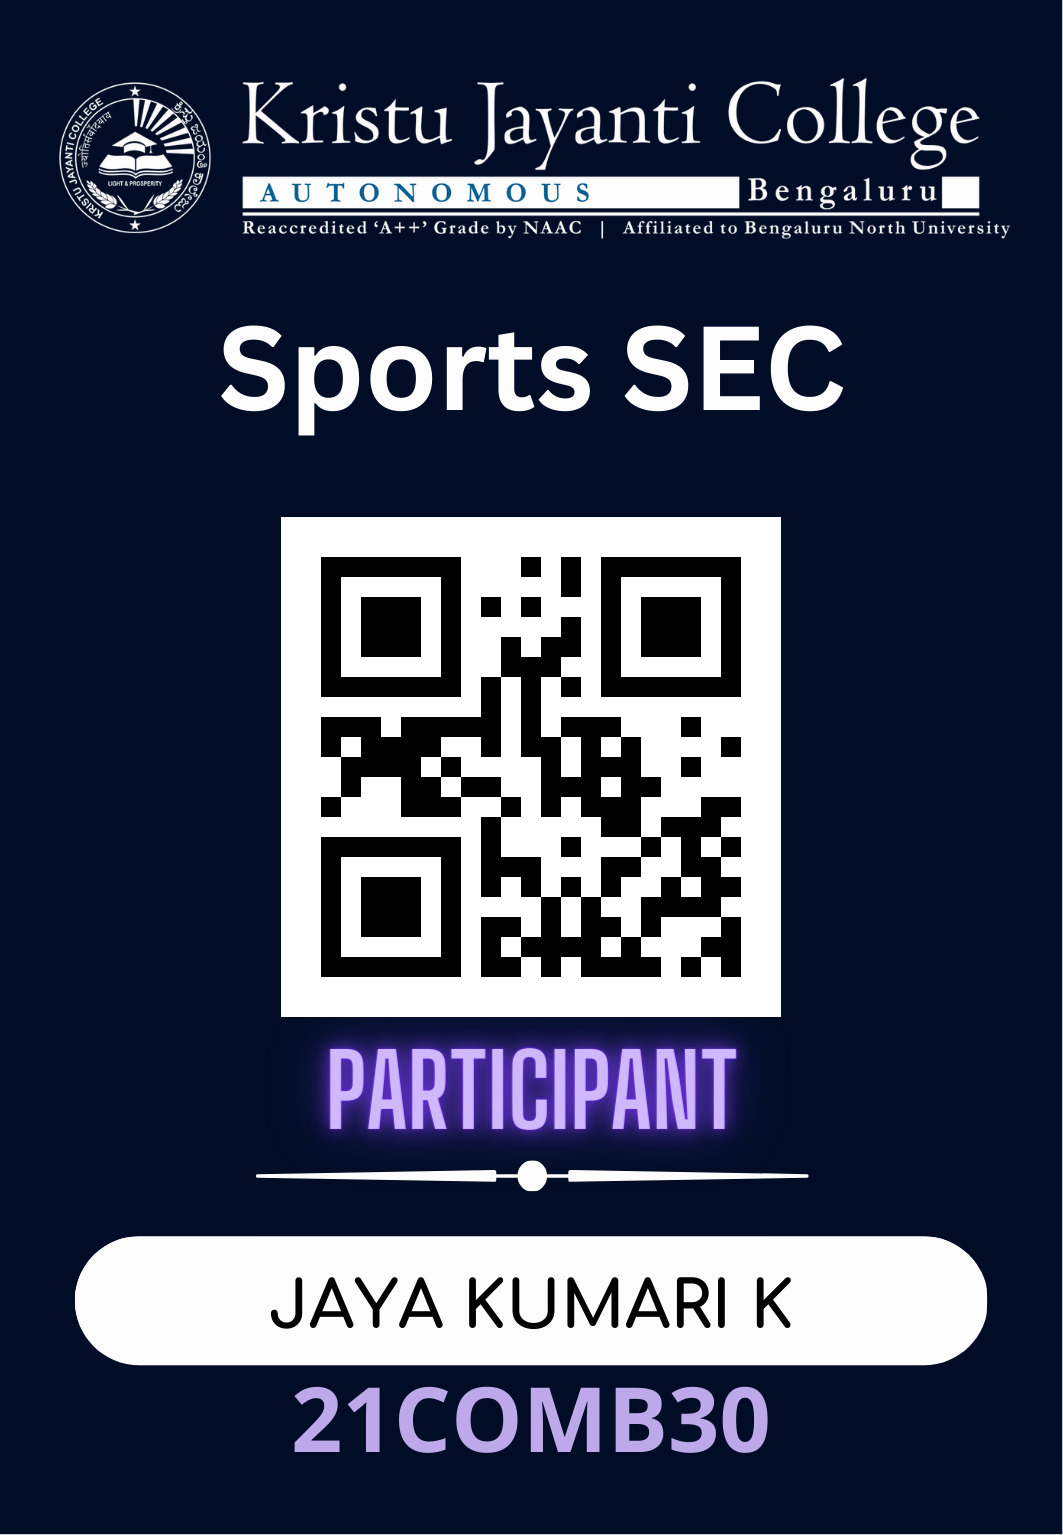 KRISTU JAYANTI COLLEGE
ಕ್ರಿಸ್ತು ಜಯಂತಿ ಕಾಲೇಜು
LIGHT & PROSPERITY
Kristu Jayanti College
AUTONOMOUS Bengaluru
Reaccredited ‘A++’ Grade by NAAC | Affiliated to Bengaluru North University
Sports SEC
PARTICIPANT
JAYA KUMARI K
21COMB30